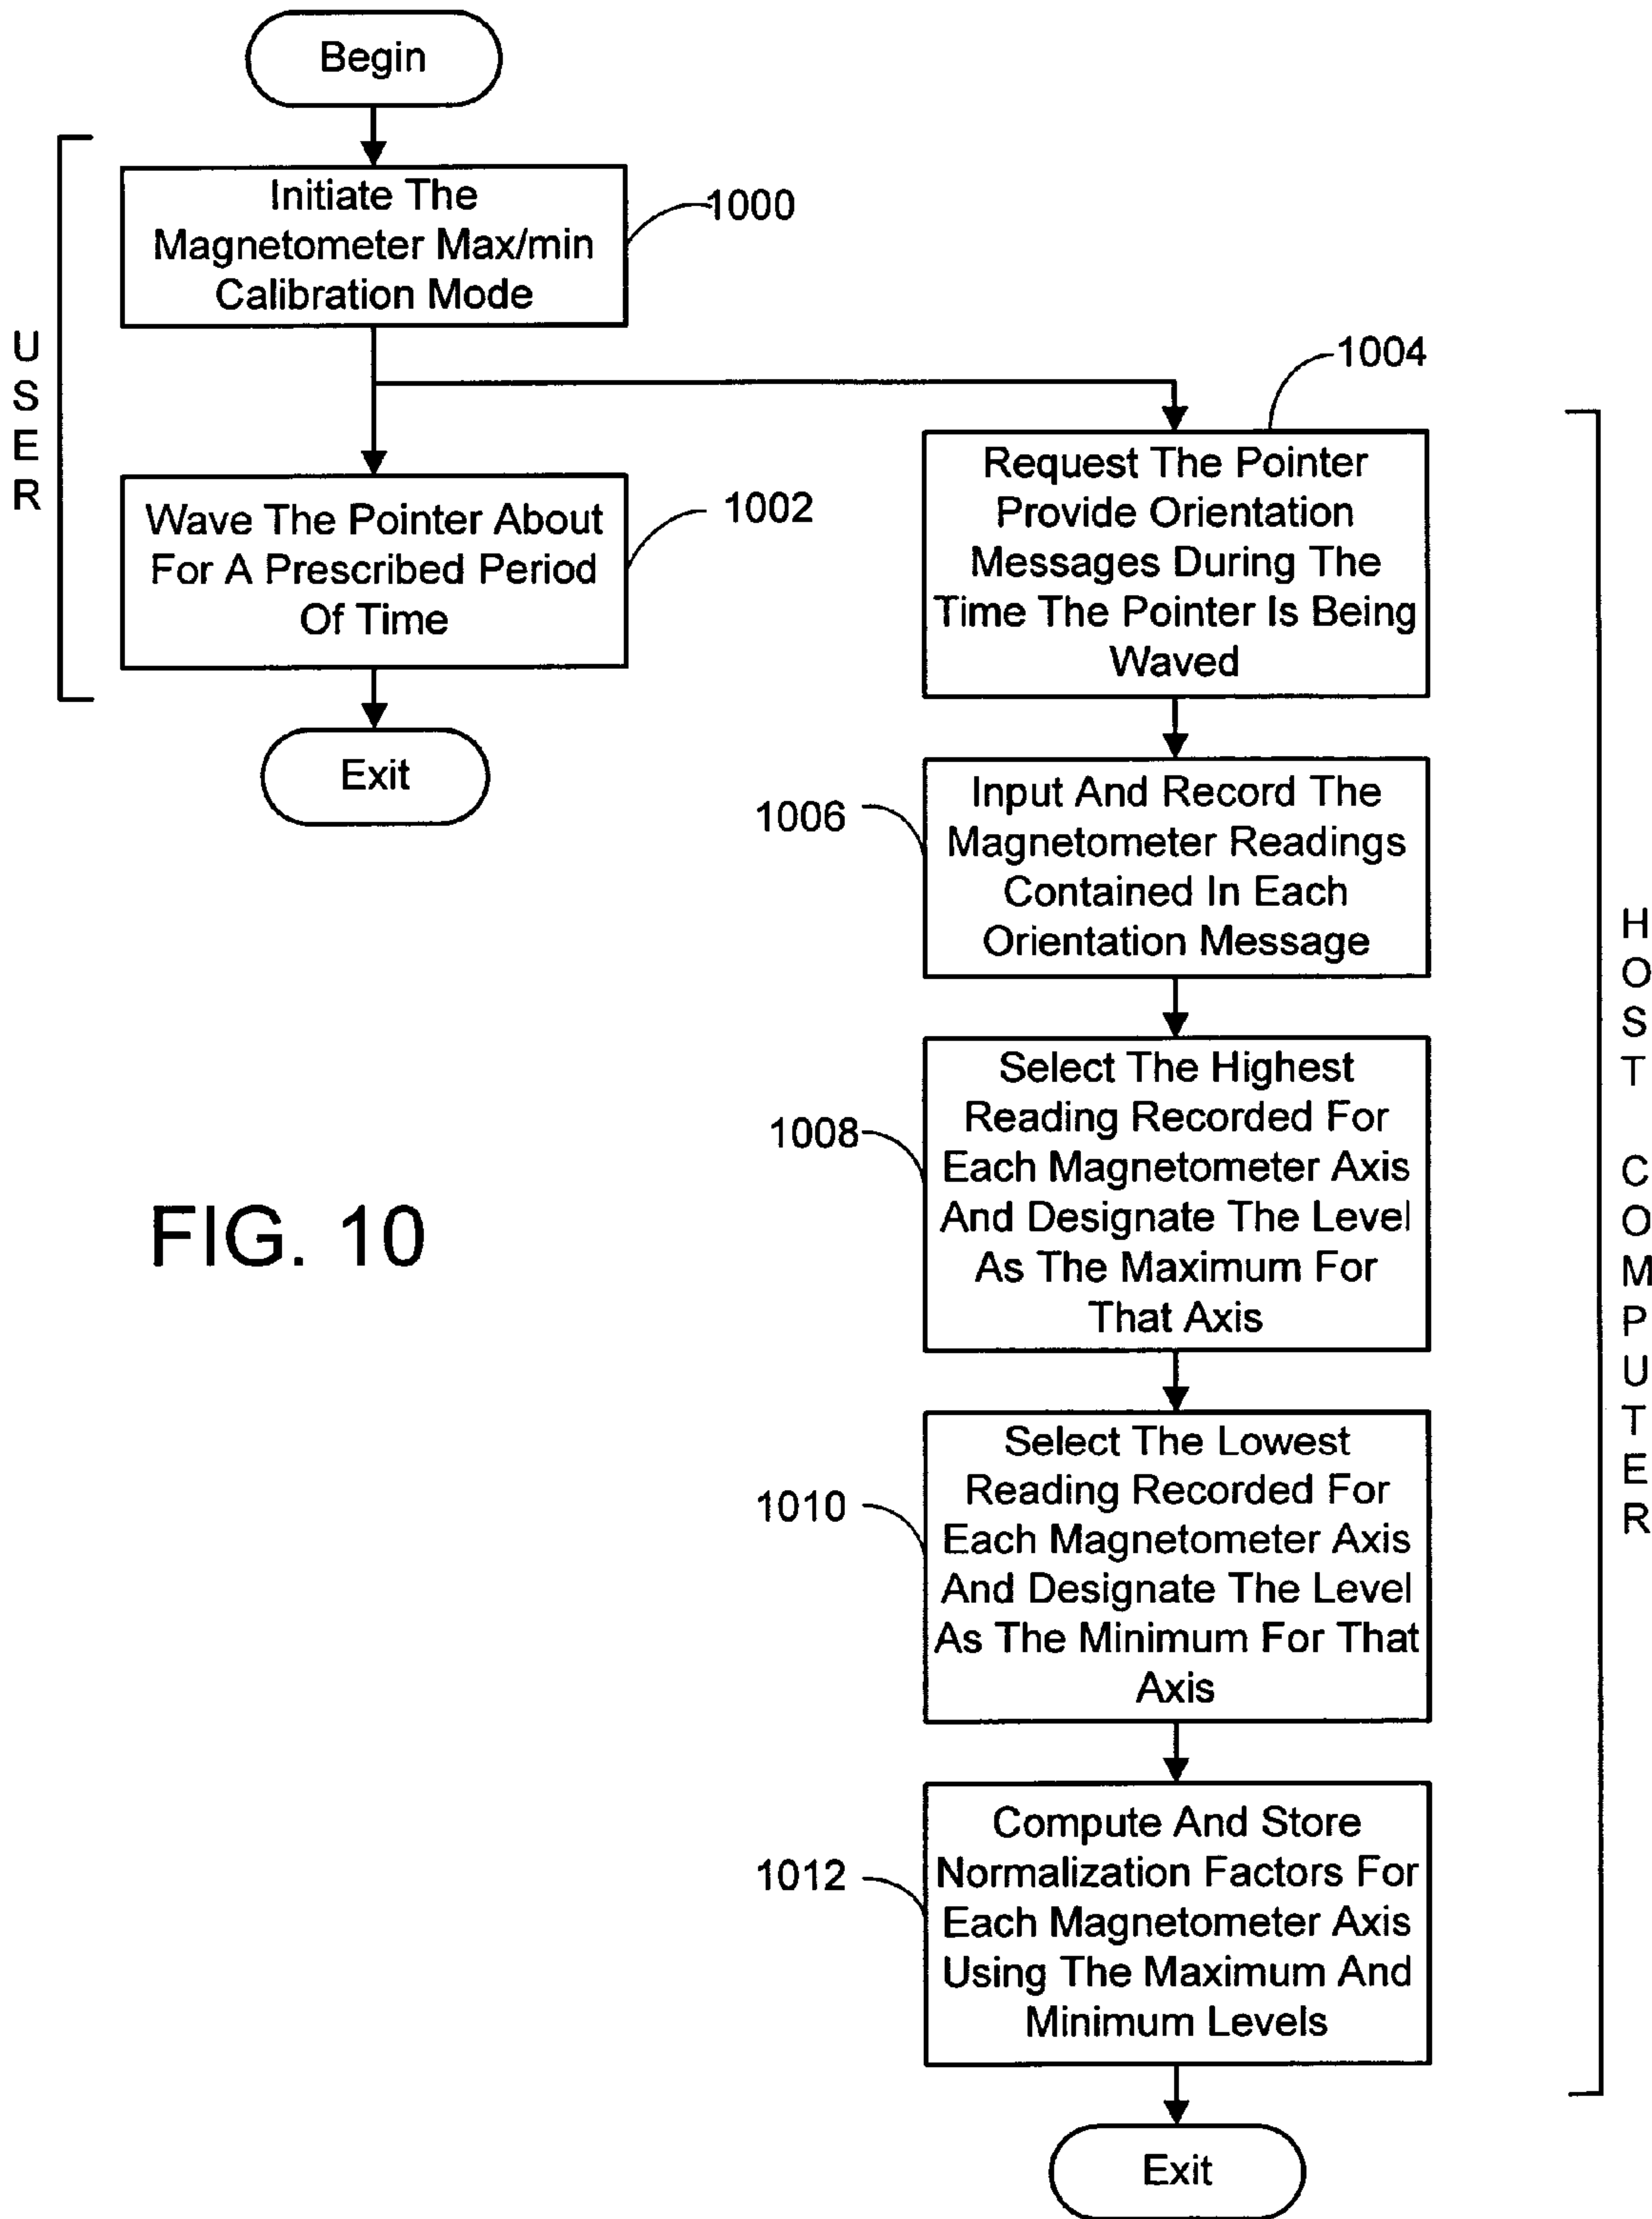 Begin
Initiate The
Magnetometer Max/min
Calibration Mode
1000
USER
Wave The Pointer About
For A Prescribed Period
Of Time
1002
Exit
1004
Request The Pointer
Provide Orientation
Messages During The
Time The Pointer Is Being
Waved
1006
Input And Record The
Magnetometer Readings
Contained In Each
Orientation Message
1008
Select The Highest
Reading Recorded For
Each Magnetometer Axis
And Designate The Level
As The Maximum For
That Axis
1010
Select The Lowest
Reading Recorded For
Each Magnetometer Axis
And Designate The Level
As The Minimum For That
Axis
1012
Compute And Store
Normalization Factors For
Each Magnetometer Axis
Using The Maximum And
Minimum Levels
Exit
HOST COMPUTER
FIG. 10